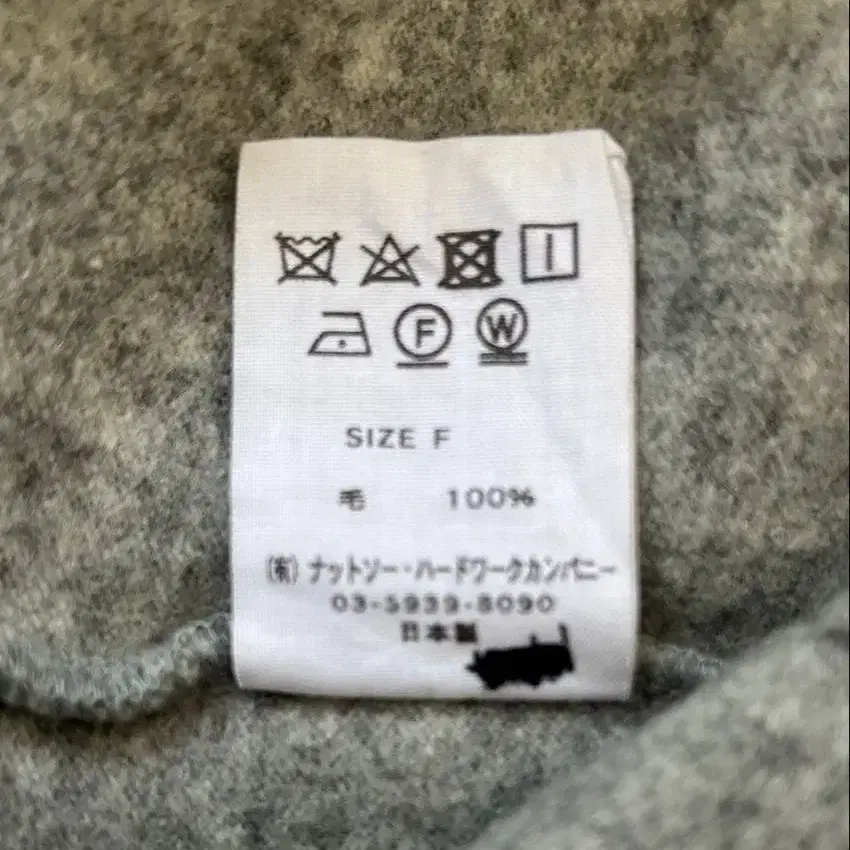 F W
SIZE F
毛 100%
(有)ナットソー・ハードワークカンパニー
03-5939-8090
日本製